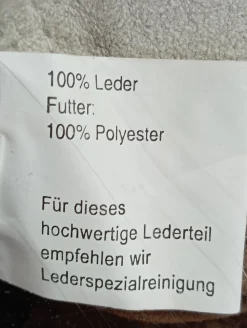 100% Leder
Futter:
100% Polyester
Für dieses
hochwertige Lederteil
empfehlen wir
Lederspezialreinigung